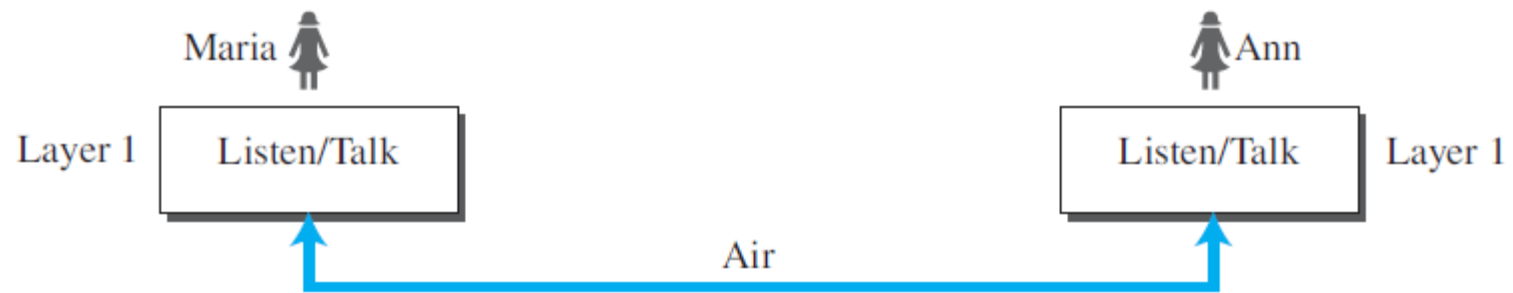 Maria
Ann
Layer 1
Listen/Talk
Listen/Talk
Layer 1
Air